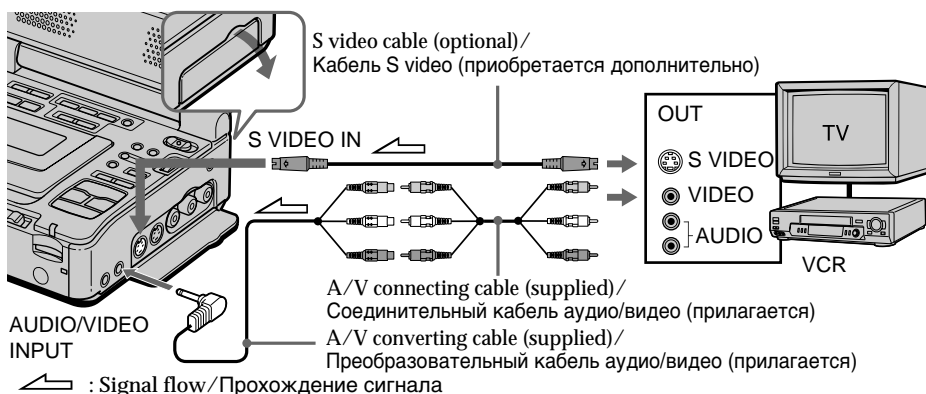 S video cable (optional)/
Кабель S video (приобретается дополнительно)
S VIDEO IN
OUT
TV
S VIDEO
VIDEO
AUDIO
VCR
A/V connecting cable (supplied)/
Соединительный кабель аудио/видео (прилагается)
AUDIO/VIDEO
INPUT
A/V converting cable (supplied)/
Преобразовательный кабель аудио/видео (прилагается)
: Signal flow/Прохождение сигнала